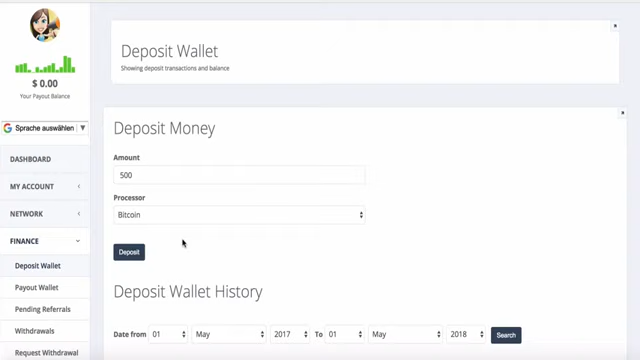 $ 0.00
Your Payout Balance
Sprache auswählen
DASHBOARD
MY ACCOUNT
NETWORK
FINANCE
Deposit Wallet
Payout Wallet
Pending Referrals
Withdrawals
Request Withdrawal
Deposit Wallet
Showing deposit transactions and balance
Deposit Money
Amount
500
Processor
Bitcoin
Deposit
Deposit Wallet History
Date from 01 May 2017 To 01 May 2018 Search